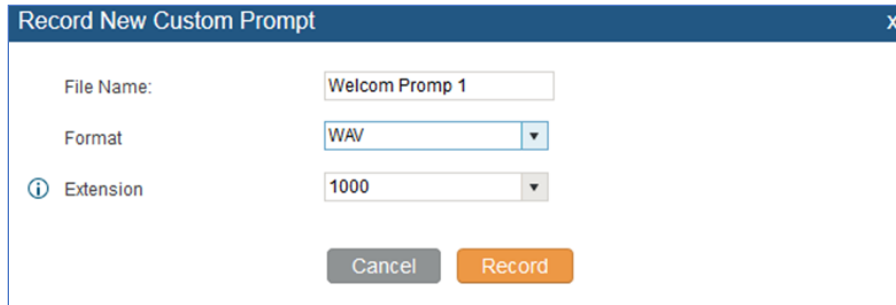 Record New Custom Prompt x
File Name: Welcom Promp 1
Format WAV
Extension 1000
Cancel Record